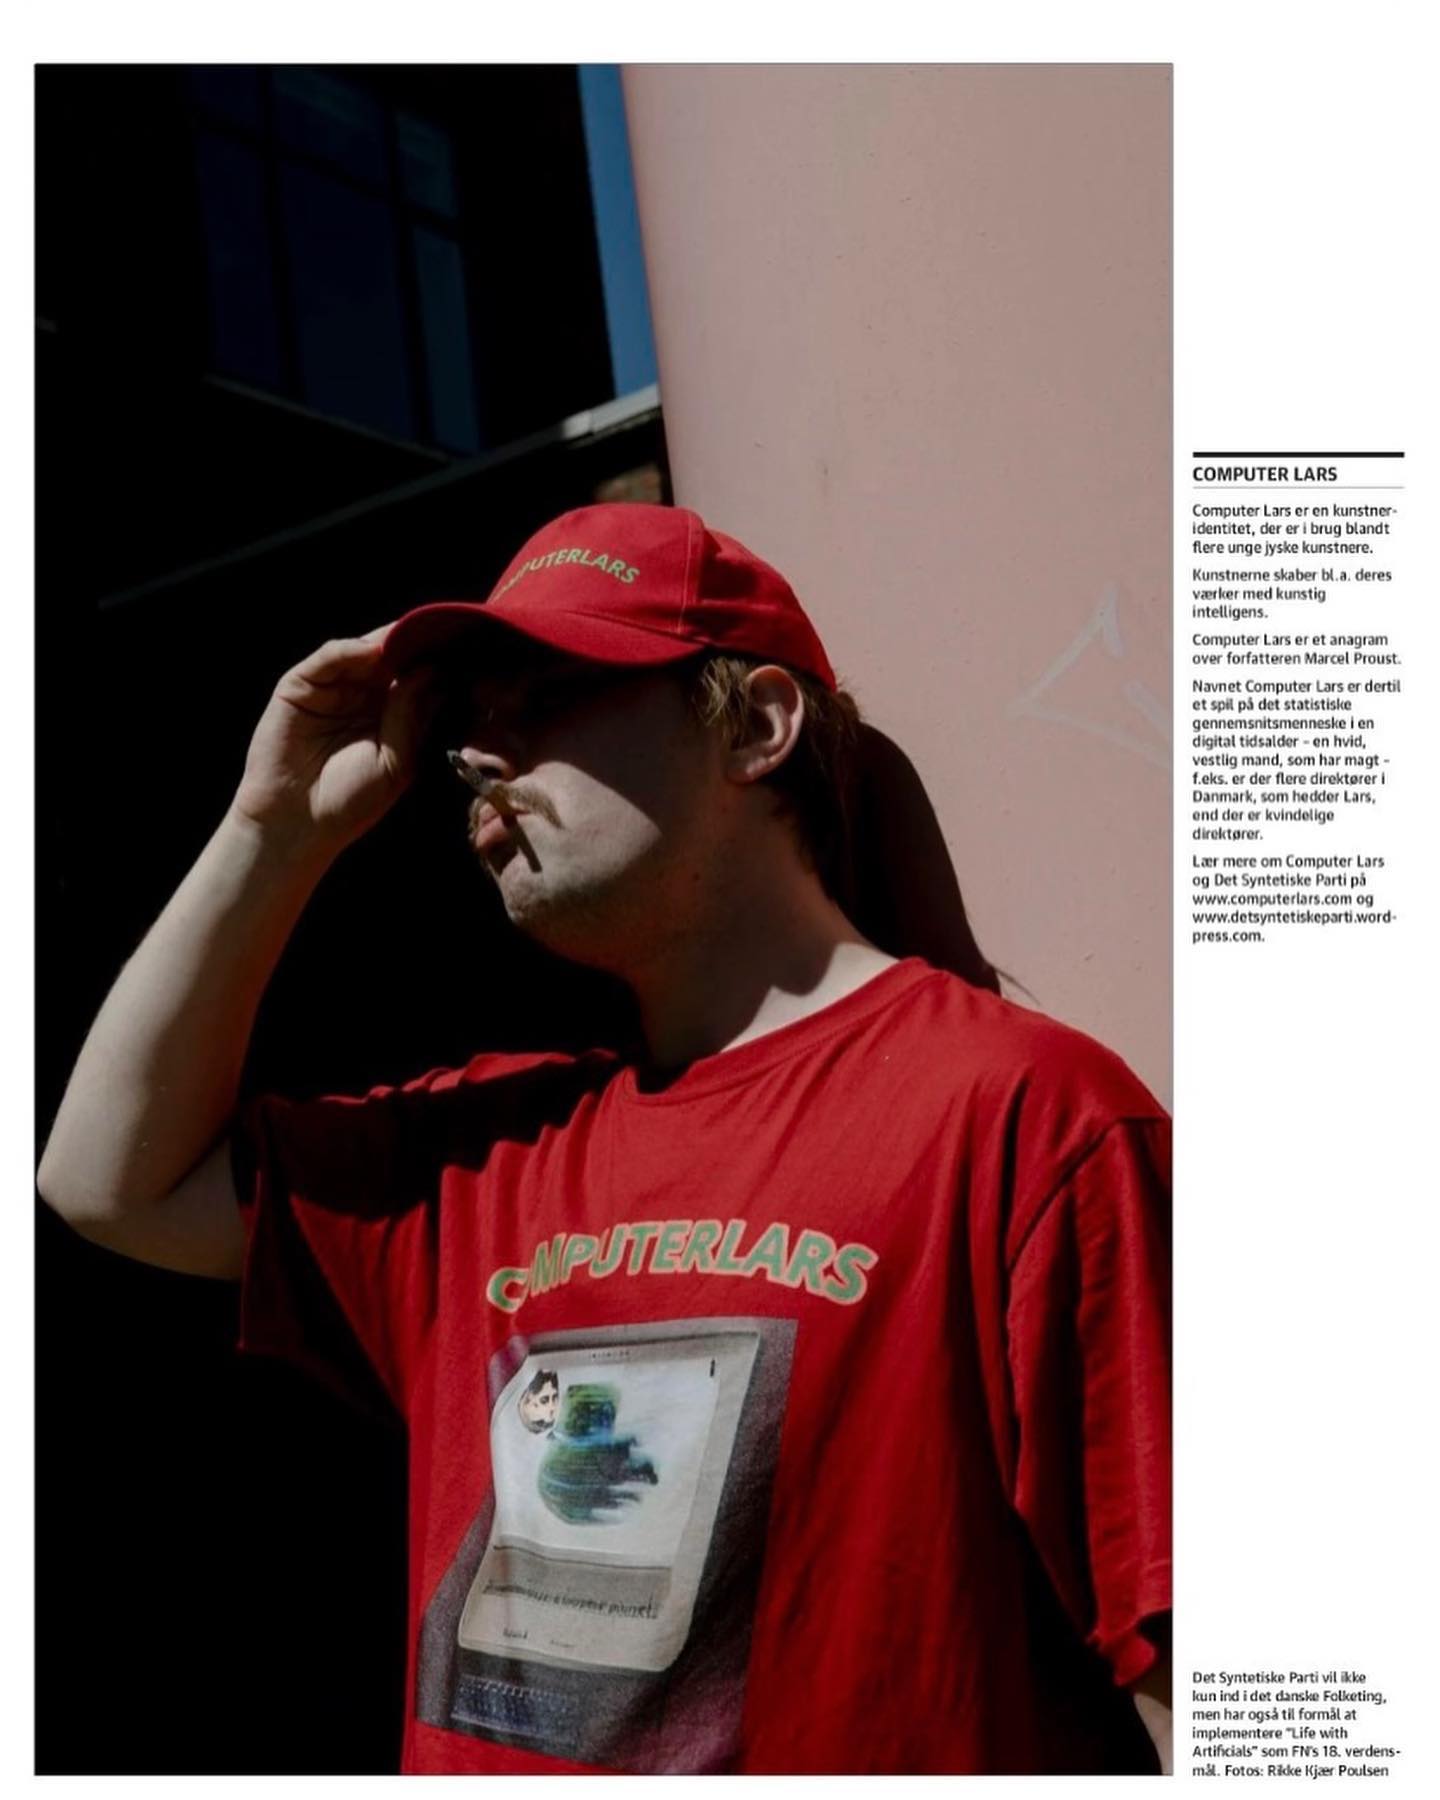 COMPUTERLARS
COMPUTERLARS
COMPUTER LARS
Computer Lars er en kunstner-
identitet, der er i brug blandt
flere unge jyske kunstnere.
Kunstnerne skaber bl.a. deres
værker med kunstig
intelligens.
Computer Lars er et anagram
over forfatteren Marcel Proust.
Navnet Computer Lars er dertil
et spil på det statistiske
gennemsnitsmenneske i en
digital tidsalder – en hvid,
vestlig mand, som har magt –
f.eks. er der flere direktører i
Danmark, som hedder Lars,
end der er kvindelige
direktører.
Lær mere om Computer Lars
og Det Syntetiske Parti på
www.computerlars.com og
www.detsyntetiskeparti.word-
press.com.
Det Syntetiske Parti vil ikke
kun ind i det danske Folketing,
men har også til formål at
implementere "Life with
Artificials" som FN's 18. verdens-
mål. Fotos: Rikke Kjær Poulsen